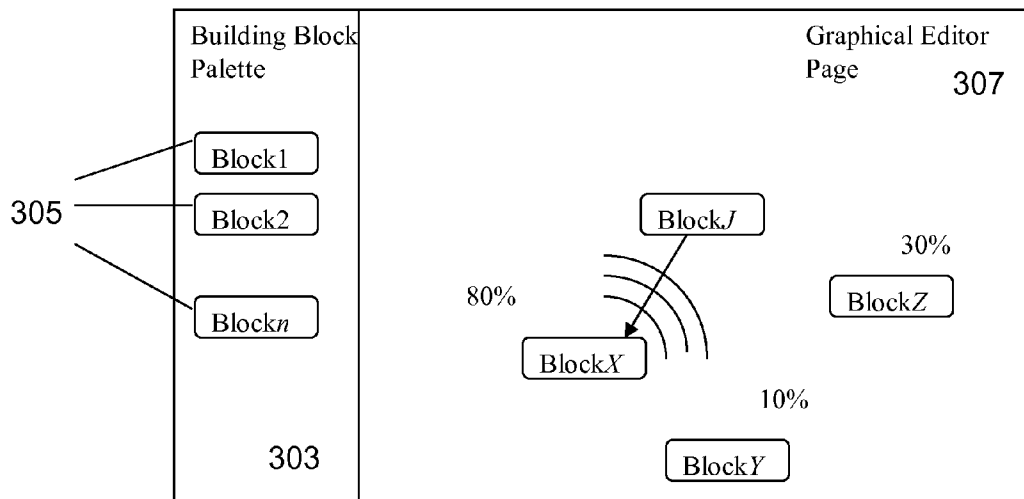 Building Block
Palette
Graphical Editor
Page
307
Block1
305
Block2
BlockJ
30%
80%
BlockZ
Blockn
BlockX
10%
303
BlockY